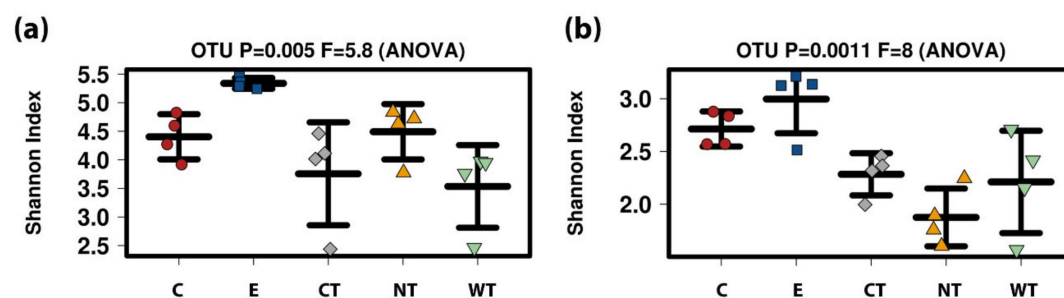 (a)
OTU P=0.005 F=5.8 (ANOVA)
Shannon Index
5.5
5.0
4.5
4.0
3.5
3.0
2.5
C E CT NT WT
(b)
OTU P=0.0011 F=8 (ANOVA)
Shannon Index
3.0
2.5
2.0
C E CT NT WT